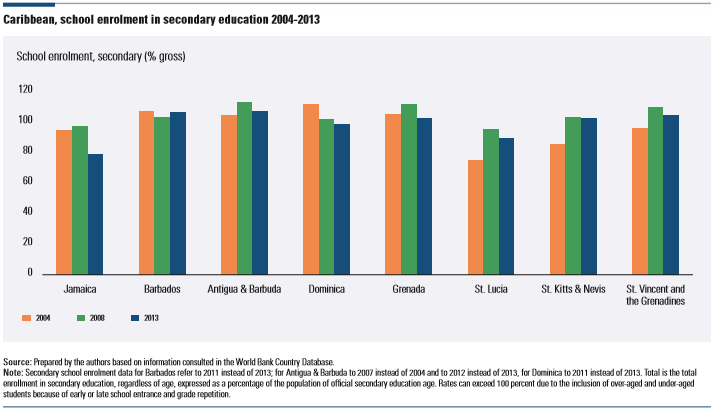 Caribbean, school enrolment in secondary education 2004-2013
School enrolment, secondary (% gross)
120
100
80
60
40
20
0
Jamaica Barbados Antigua & Barbuda Dominica Grenada St. Lucia St. Kitts & Nevis St. Vincent and
the Grenadines
2004 2008 2013
Source: Prepared by the authors based on information consulted in the World Bank Country Database.
Note: Secondary school enrolment data for Barbados refer to 2011 instead of 2013; for Antigua & Barbuda to 2007 instead of 2004 and to 2012 instead of 2013, for Dominica to 2011 instead of 2013. Total is the total
enrollment in secondary education, regardless of age, expressed as a percentage of the population of official secondary education age. Rates can exceed 100 percent due to the inclusion of over-aged and under-aged
students because of early or late school entrance and grade repetition.